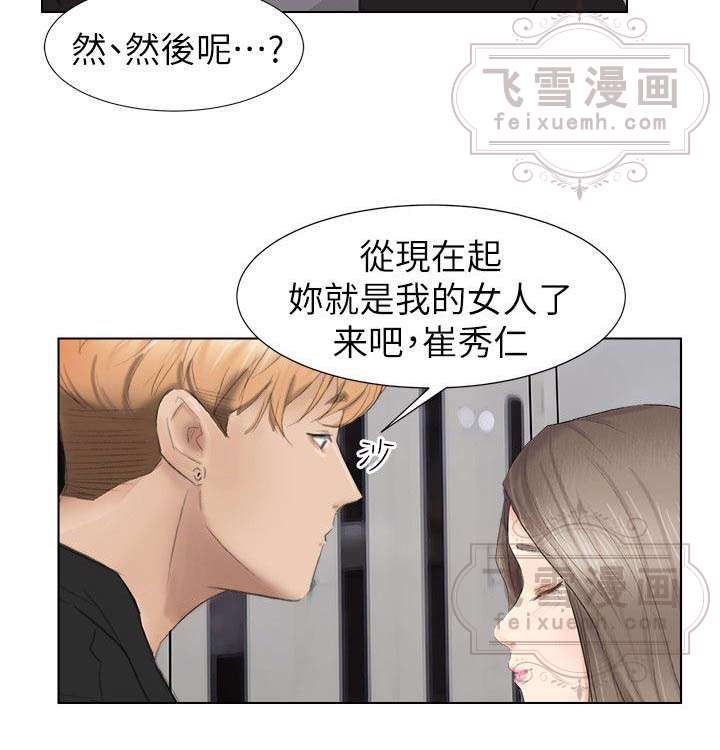 然、然後呢…?
飞雪漫画
feixuemh.com
從現在起
妳就是我的女人了
来吧，崔秀仁
沙
飞雪漫画
feixuemh.com